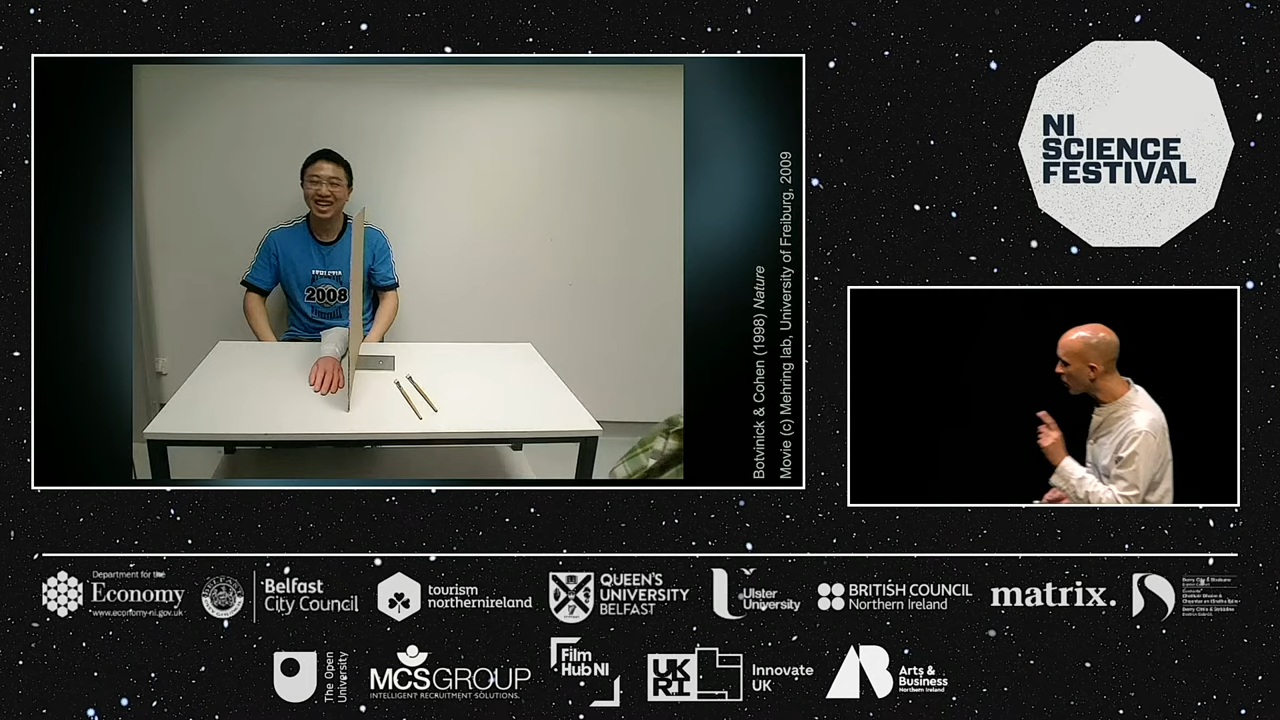 ATHLETIC
2008
Botvinick & Cohen (1998) Nature
Movie (c) Mehring lab, University of Freiburg, 2009
NI
SCIENCE
FESTIVAL
Department for the
Economy
www.economy-ni.gov.uk
Belfast
City Council
tourism
northernireland
QUEEN'S
UNIVERSITY
BELFAST
Ulster
University
BRITISH COUNCIL
Northern Ireland
matrix.
The Open
University
MCSGROUP
INTELLIGENT RECRUITMENT SOLUTIONS.
Film
Hub NI
UK
RI
Innovate
UK
AB
Arts &
Business
Northern Ireland